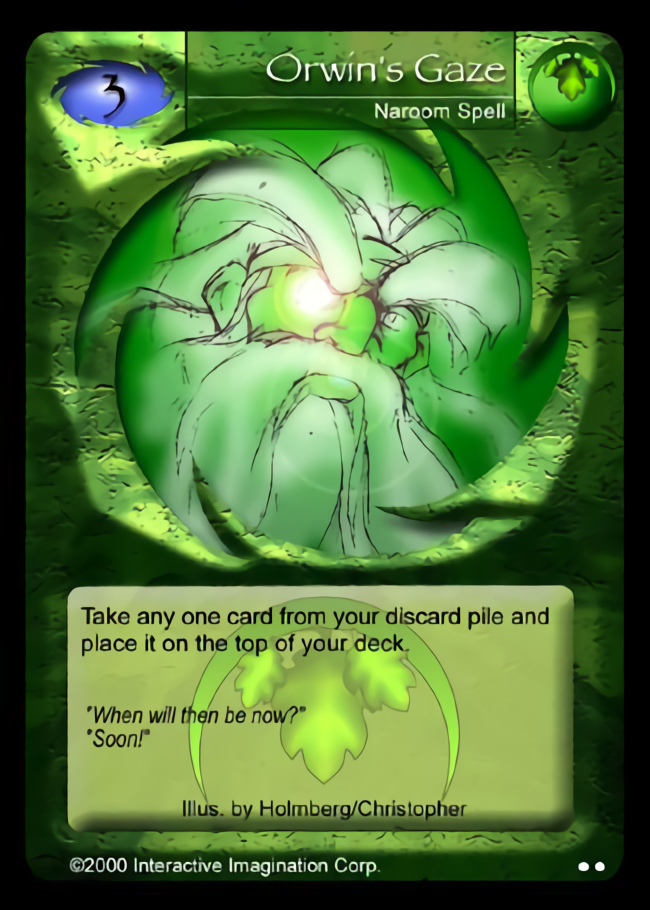 3
Orwin's Gaze
Naroom Spell
Take any one card from your discard pile and
place it on the top of your deck.
"When will then be now?"
"Soon!"
Illus. by Holmberg/Christopher
©2000 Interactive Imagination Corp.